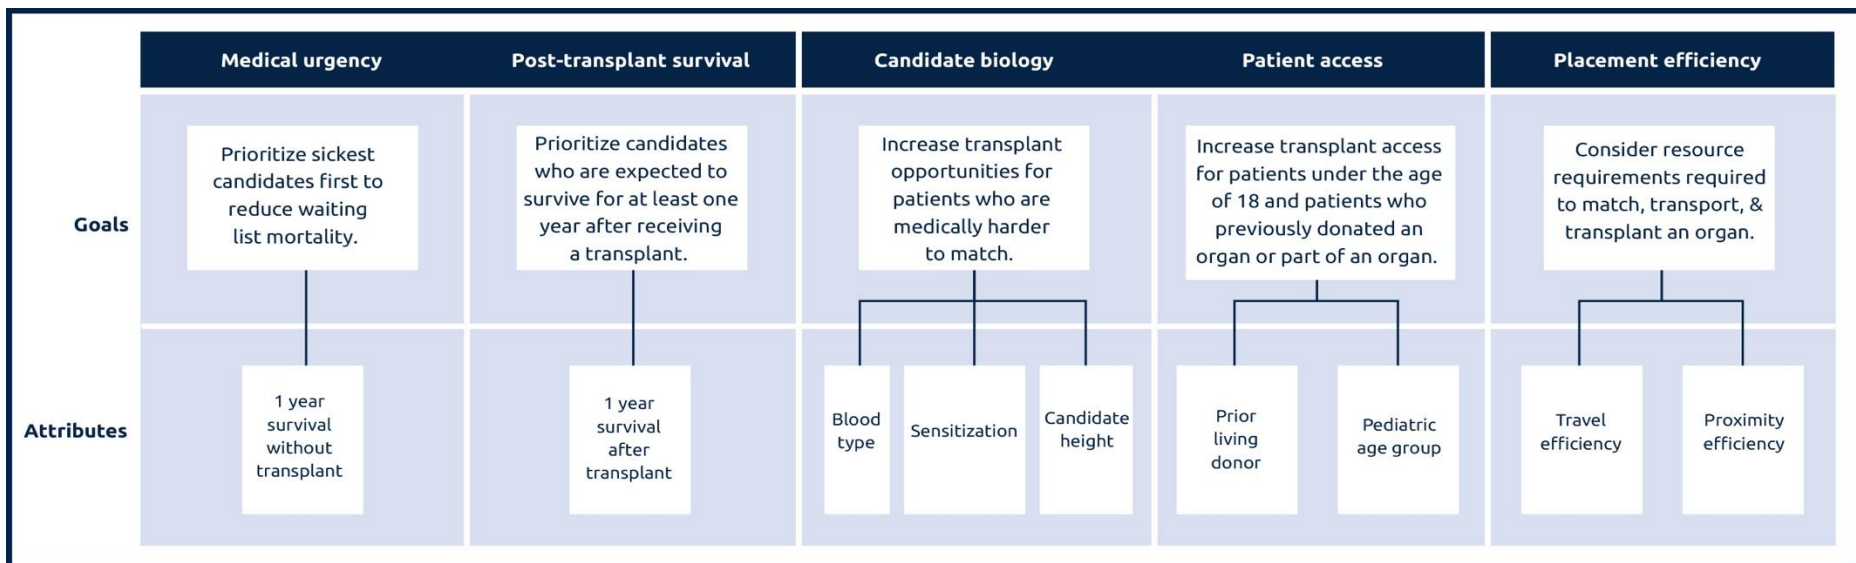 Medical urgency
Post-transplant survival
Candidate biology
Patient access
Placement efficiency
Goals
Prioritize sickest
candidates first to
reduce waiting
list mortality.
Prioritize candidates
who are expected to
survive for at least one
year after receiving
a transplant.
Increase transplant
opportunities for
patients who are
medically harder
to match.
Increase transplant access
for patients under the age
of 18 and patients who
previously donated an
organ or part of an organ.
Consider resource
requirements required
to match, transport, &
transplant an organ.
Attributes
1 year
survival
without
transplant
1 year
survival
after
transplant
Blood
type
Sensitization
Candidate
height
Prior
living
donor
Pediatric
age group
Travel
efficiency
Proximity
efficiency